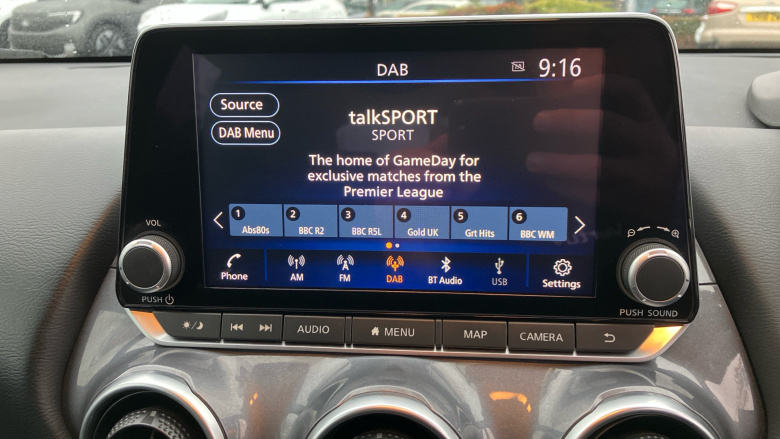 DAB
9:16
Source
DAB Menu
talkSPORT
SPORT
The home of GameDay for
exclusive matches from the
Premier League
1 Abs80s
2 BBC R2
3 BBC R5L
4 Gold UK
5 Grt Hits
6 BBC WM
Phone
AM
FM
DAB
BT Audio
USB
Settings
VOL
PUSH
PUSH SOUND
AUDIO
MENU
MAP
CAMERA